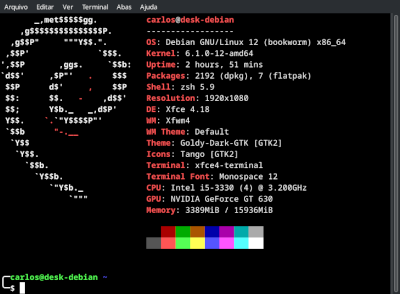 Arquivo Editar Ver Terminal Abas Ajuda
carlos@desk-debian
------------------
OS: Debian GNU/Linux 12 (bookworm) x86_64
Kernel: 6.1.0-12-amd64
Uptime: 2 hours, 51 mins
Packages: 2192 (dpkg), 7 (flatpak)
Shell: zsh 5.9
Resolution: 1920x1080
DE: Xfce 4.18
WM: Xfwm4
WM Theme: Default
Theme: Goldy-Dark-GTK [GTK2]
Icons: Tango [GTK2]
Terminal: xfce4-terminal
Terminal Font: Monospace 12
CPU: Intel i5-3330 (4) @ 3.200GHz
GPU: NVIDIA GeForce GT 630
Memory: 3389MiB / 15936MiB
carlos@desk-debian ~
$